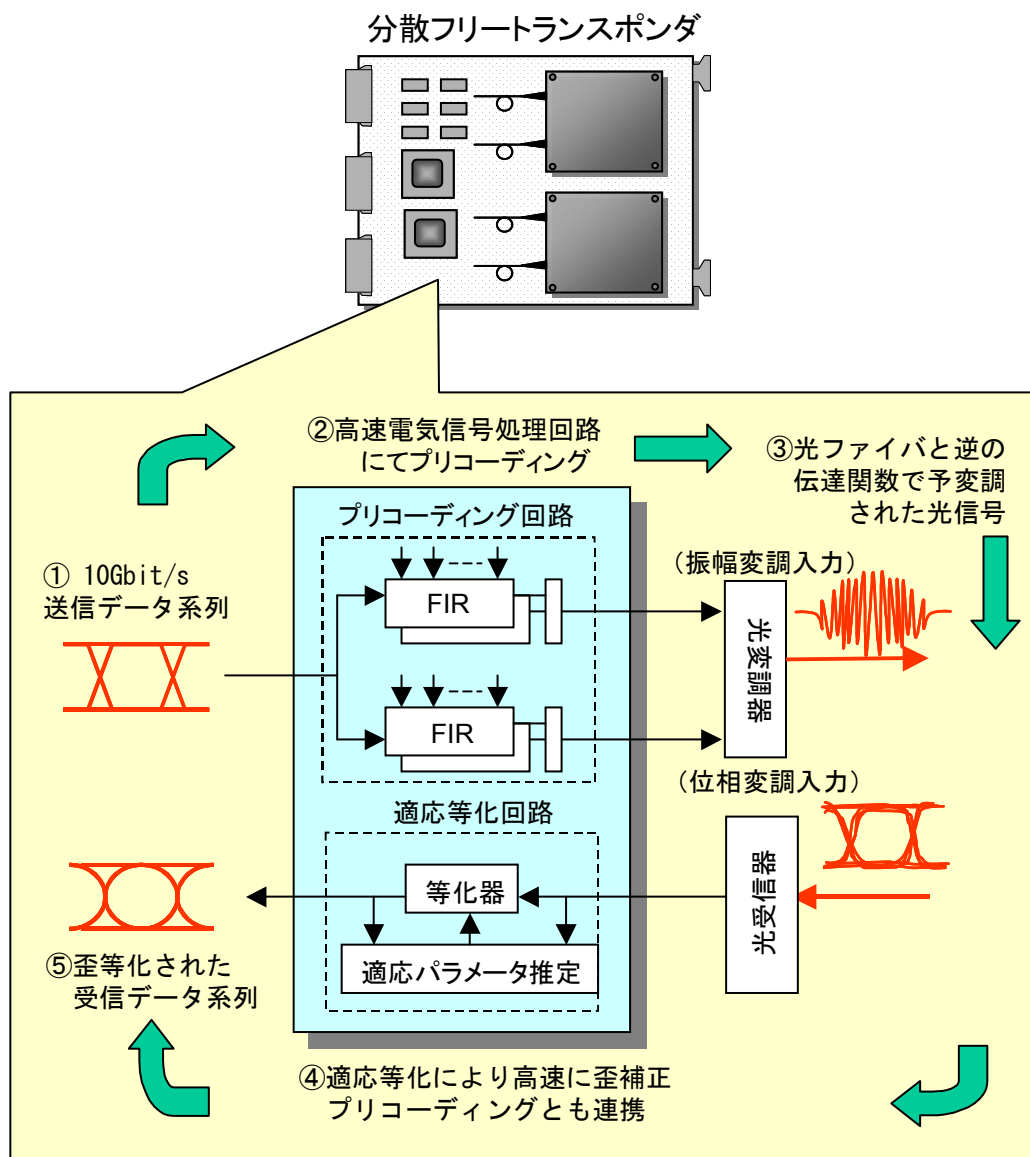 分散フリートランスポンダ
②高速電気信号処理回路
にてプリコーディング
③光ファイバと逆の
伝達関数で予変調
された光信号
プリコーディング回路
① 10Gbit/s
送信データ系列
(振幅変調入力)
FIR
光変調器
FIR
(位相変調入力)
適応等化回路
等化器
光受信器
適応パラメータ推定
⑤歪等化された
受信データ系列
④適応等化により高速に歪補正
プリコーディングとも連携